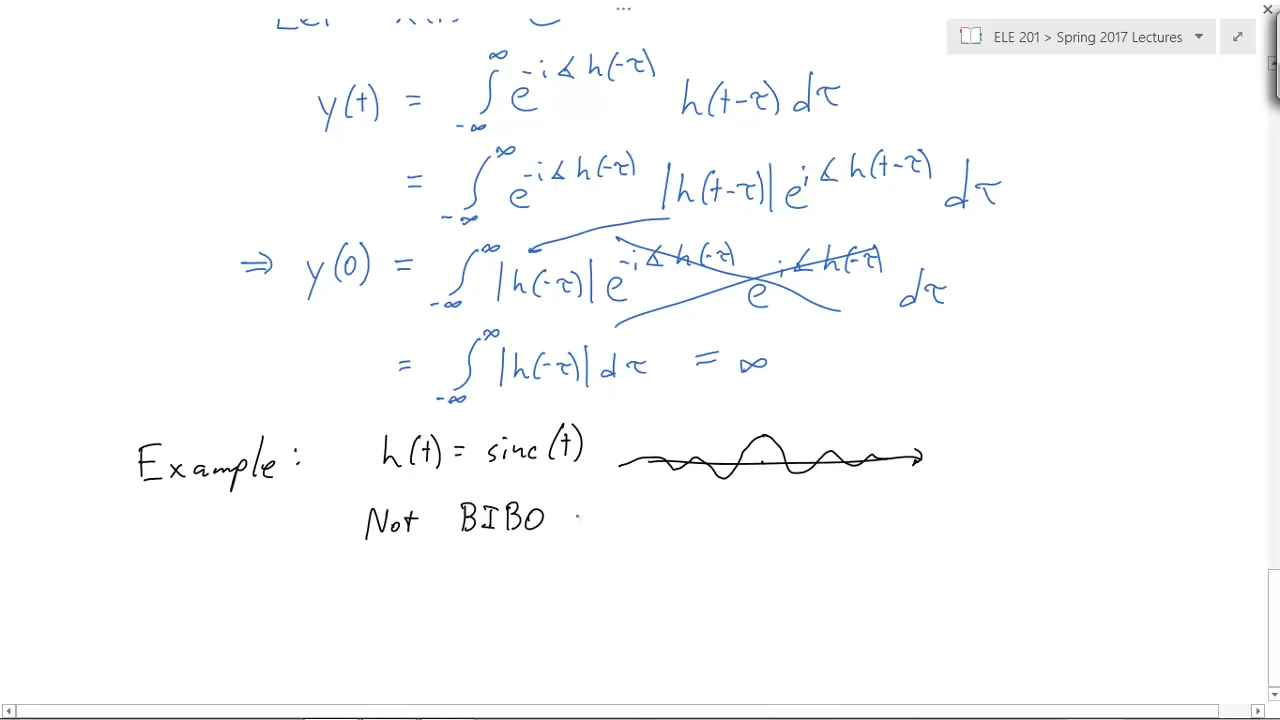 ELE 201 > Spring 2017 Lectures
y(t) = ∫_{-∞}^{∞} e^{-i∡h(-τ)} h(t-τ) dτ
= ∫_{-∞}^{∞} e^{-i∡h(-τ)} |h(t-τ)| e^{i∡h(t-τ)} dτ
⇒ y(0) = ∫_{-∞}^{∞} |h(-τ)| e^{-i∡h(-τ)} e^{i∡h(-τ)} dτ
= ∫_{-∞}^{∞} |h(-τ)| dτ = ∞
Example: h(t) = sinc(t)
Not BIBO